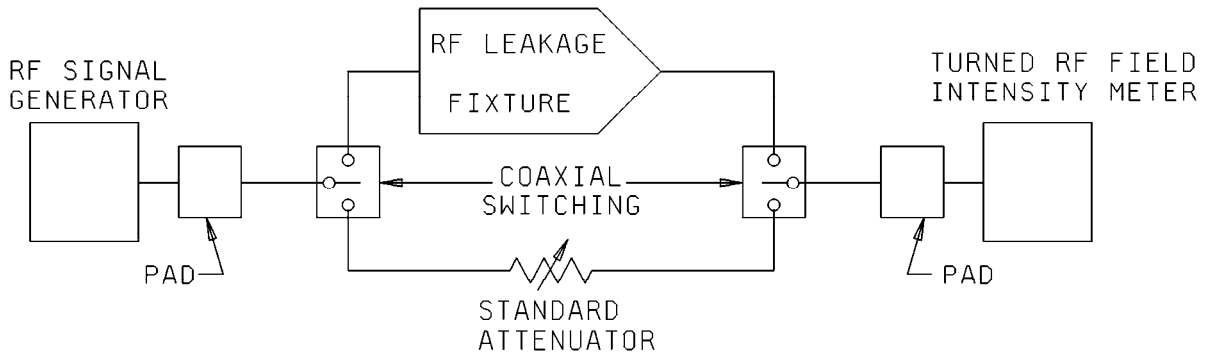 RF SIGNAL
GENERATOR
RF LEAKAGE
FIXTURE
TURNED RF FIELD
INTENSITY METER
COAXIAL
SWITCHING
PAD
PAD
STANDARD
ATTENUATOR